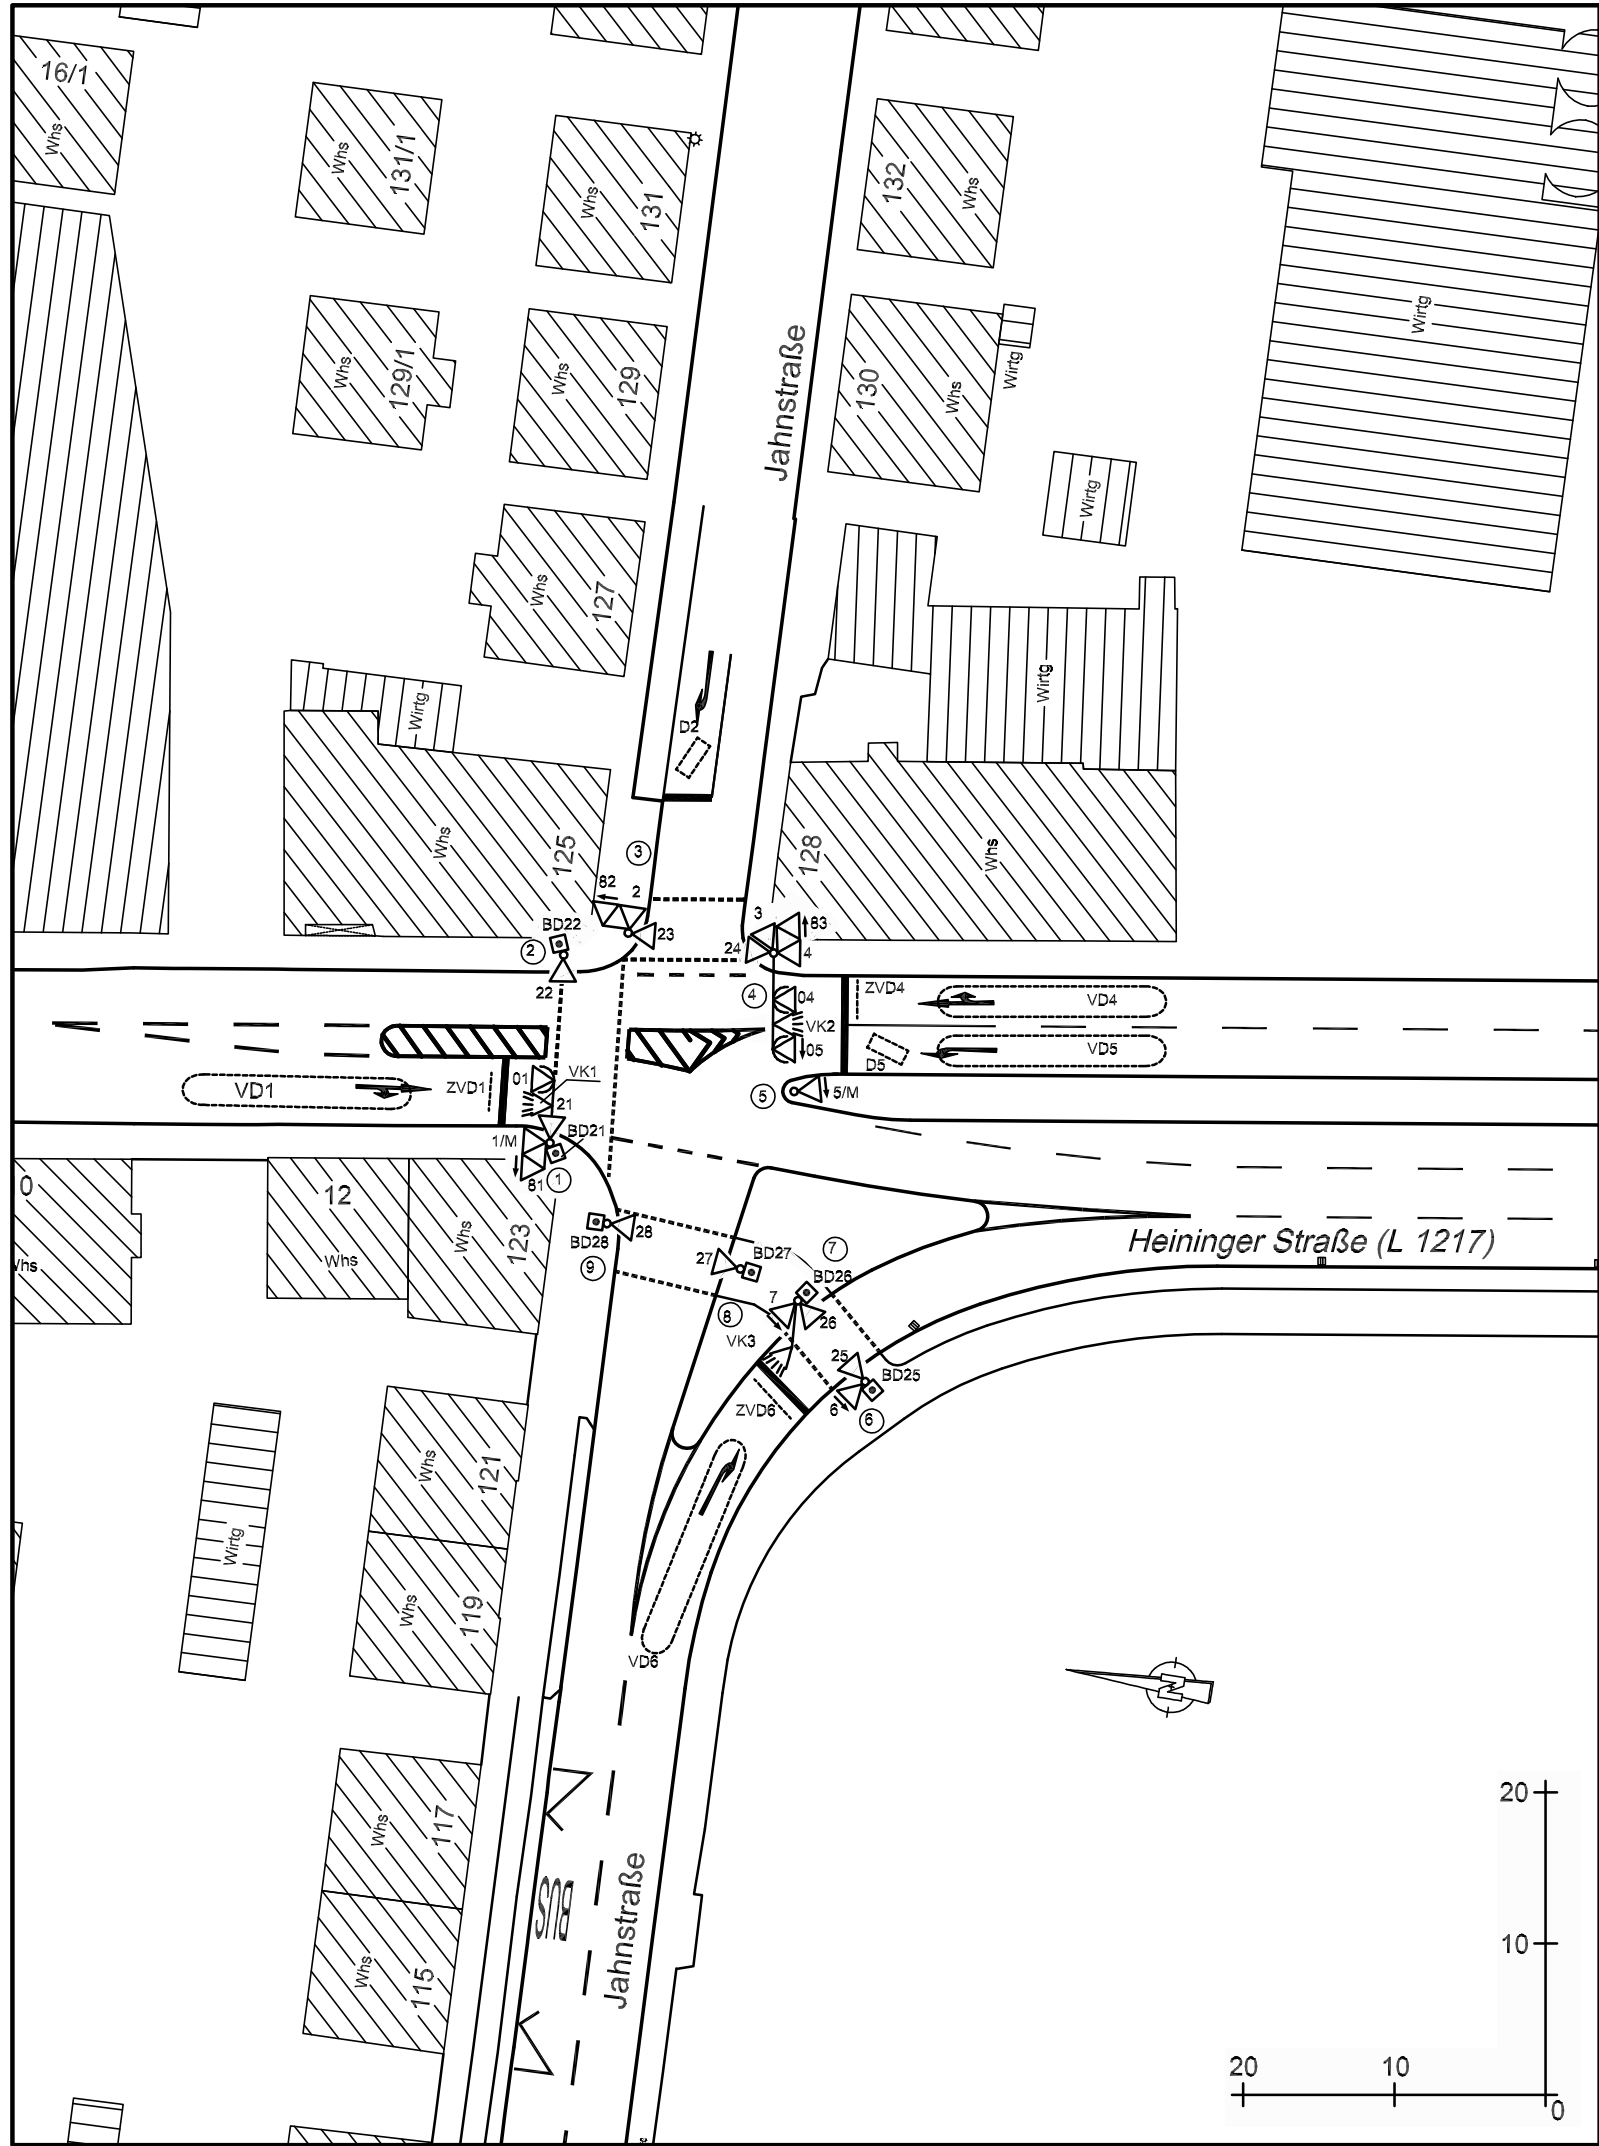 16/1
Whs
131/1
Whs
131
Whs
132
Whs
129/1
Whs
129
Whs
130
Whs
Wirtg
Wirtg
Jahnstraße
Wirtg
127
Whs
Wirtg
Wirtg
D2
125
Whs
128
Whs
3
82
2
23
BD22
2
22
3
83
24
4
4
04
VK2
05
ZVD4
VD4
D5
VD5
5
5/M
VD1
ZVD1
01
VK1
21
1/M
BD21
81
1
0
Whs
12
Whs
123
Whs
28
BD28
9
27
BD27
7
BD26
7
26
8
VK3
25
BD25
6
6
ZVD6
Heininger Straße (L 1217)
121
Whs
119
Whs
Wirtg
VD6
N
117
Whs
115
Whs
BUS
Jahnstraße
20
10
20
10
0